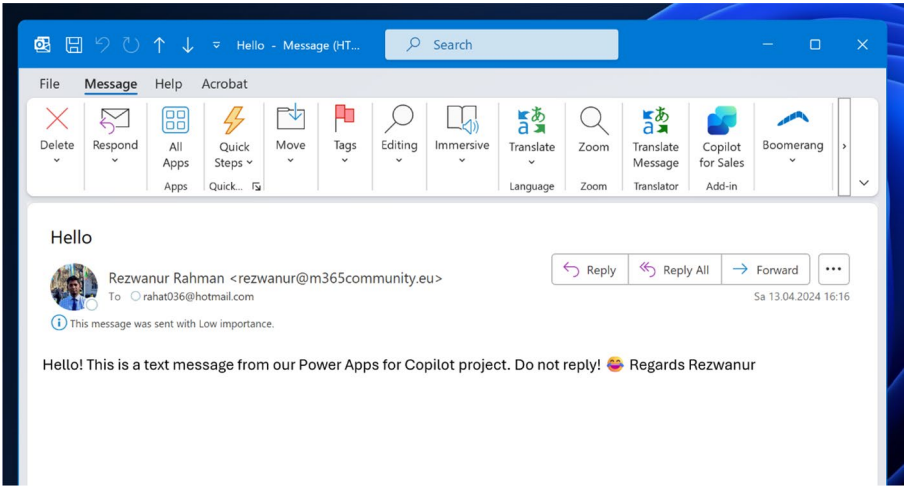 Hello - Message (HT... Search
File Message Help Acrobat
Delete Respond All Apps Quick Steps Move Tags Editing Immersive Translate Zoom Translate Message Copilot for Sales Boomerang
Apps Quick... Language Zoom Translator Add-in
Hello
Rezwanur Rahman <rezwanur@m365community.eu>
Reply Reply All Forward
To rahat036@hotmail.com
Sa 13.04.2024 16:16
This message was sent with Low importance.
Hello! This is a text message from our Power Apps for Copilot project. Do not reply! 😂 Regards Rezwanur